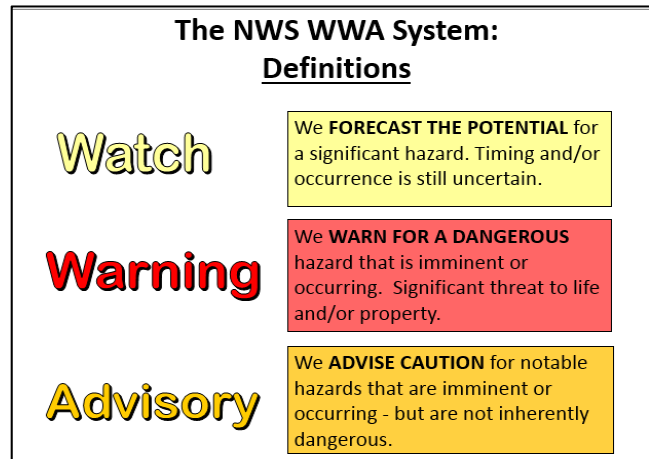 The NWS WWA System:
Definitions
Watch
We FORECAST THE POTENTIAL for
a significant hazard. Timing and/or
occurrence is still uncertain.
Warning
We WARN FOR A DANGEROUS
hazard that is imminent or
occurring.  Significant threat to life
and/or property.
Advisory
We ADVISE CAUTION for notable
hazards that are imminent or
occurring - but are not inherently
dangerous.